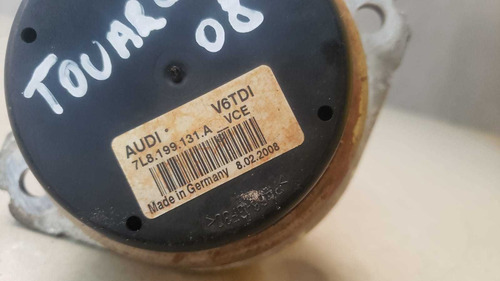 TOUAR
08
AUDI V6TDI
7L8.199.131.A VCE
Made in Germany 8.02.2008